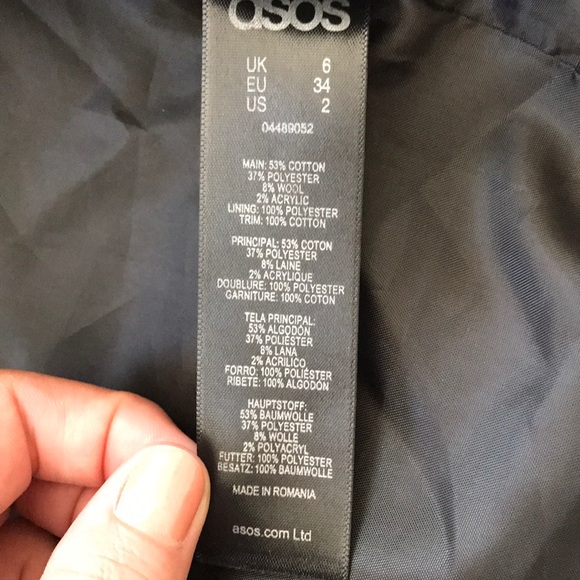 asos
UK 6
EU 34
US 2
04489052
MAIN: 53% COTTON
37% POLYESTER
8% WOOL
2% ACRYLIC
LINING: 100% POLYESTER
TRIM: 100% COTTON
PRINCIPAL: 53% COTON
37% POLYESTER
8% LAINE
2% ACRYLIQUE
DOUBLURE: 100% POLYESTER
GARNITURE: 100% COTON
TELA PRINCIPAL:
53% ALGODÓN
37% POLIÉSTER
8% LANA
2% ACRÍLICO
FORRO: 100% POLIÉSTER
RIBETE: 100% ALGODÓN
HAUPTSTOFF:
53% BAUMWOLLE
37% POLYESTER
8% WOLLE
2% POLYACRYL
FUTTER: 100% POLYESTER
BESATZ: 100% BAUMWOLLE
MADE IN ROMANIA
asos.com Ltd